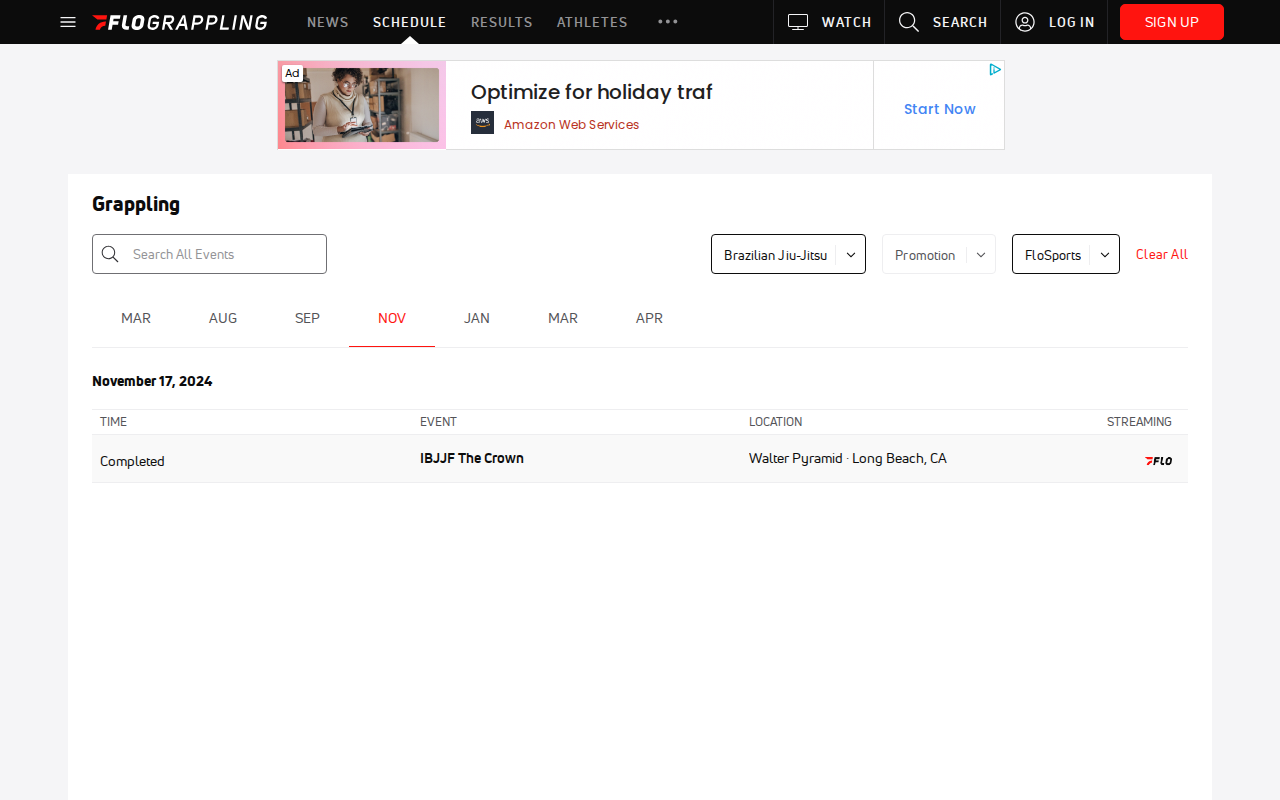 FLOGRAPPLING NEWS SCHEDULE RESULTS ATHLETES WATCH SEARCH LOG IN SIGN UP
Ad
Optimize for holiday traf
aws
Amazon Web Services
Start Now
Grappling
Search All Events
Brazilian Jiu-Jitsu
Promotion
FloSports
Clear All
MAR AUG SEP NOV JAN MAR APR
November 17, 2024
TIME EVENT LOCATION STREAMING
Completed IBJJF The Crown Walter Pyramid · Long Beach, CA FLO